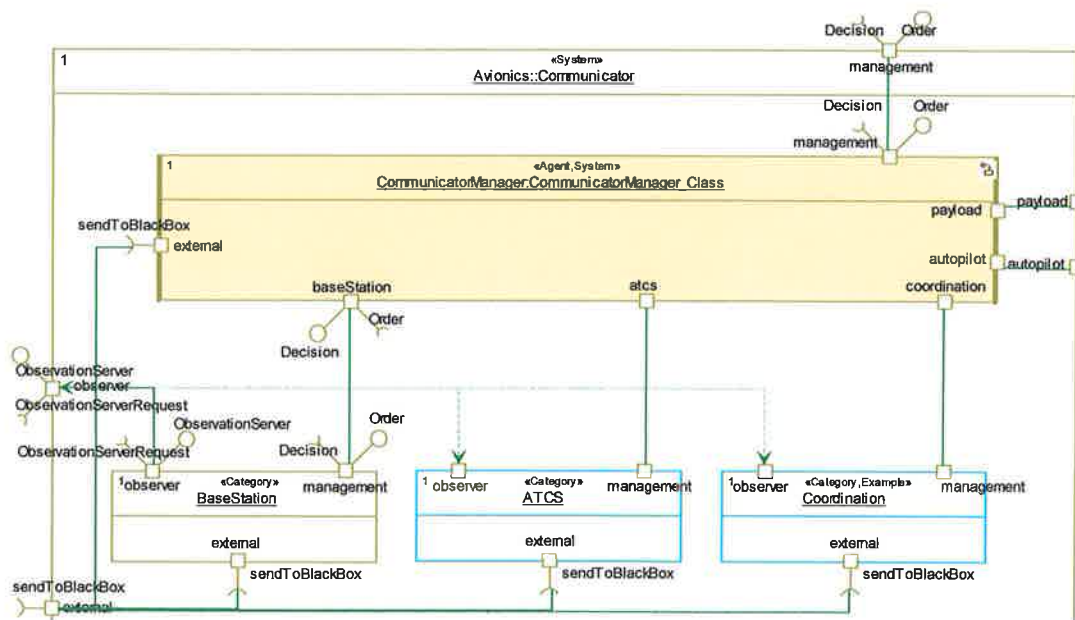 Decision Order
1 «System» management
Avionics::Communicator
Decision Order
management
1 «Agent,System»
CommunicatorManager:CommunicatorManager_Class
payload payload
sendToBlackBox
external
autopilot autopilot
baseStation atcs coordination
Order
Decision
ObservationServer
observer
ObservationServerRequest
ObservationServer Order
ObservationServerRequest Decision
1 observer «Category» management 1 observer «Category» management 1 observer «Category,Example» management
BaseStation ATCS Coordination
external external external
sendToBlackBox sendToBlackBox sendToBlackBox
sendToBlackBox
external